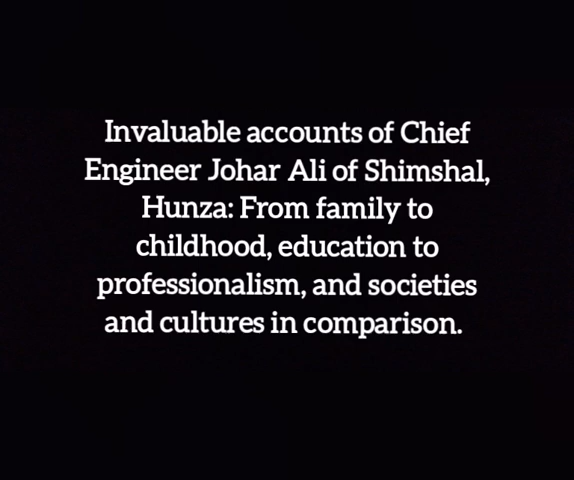 Invaluable accounts of Chief
Engineer Johar Ali of Shimshal,
Hunza: From family to
childhood, education to
professionalism, and societies
and cultures in comparison.